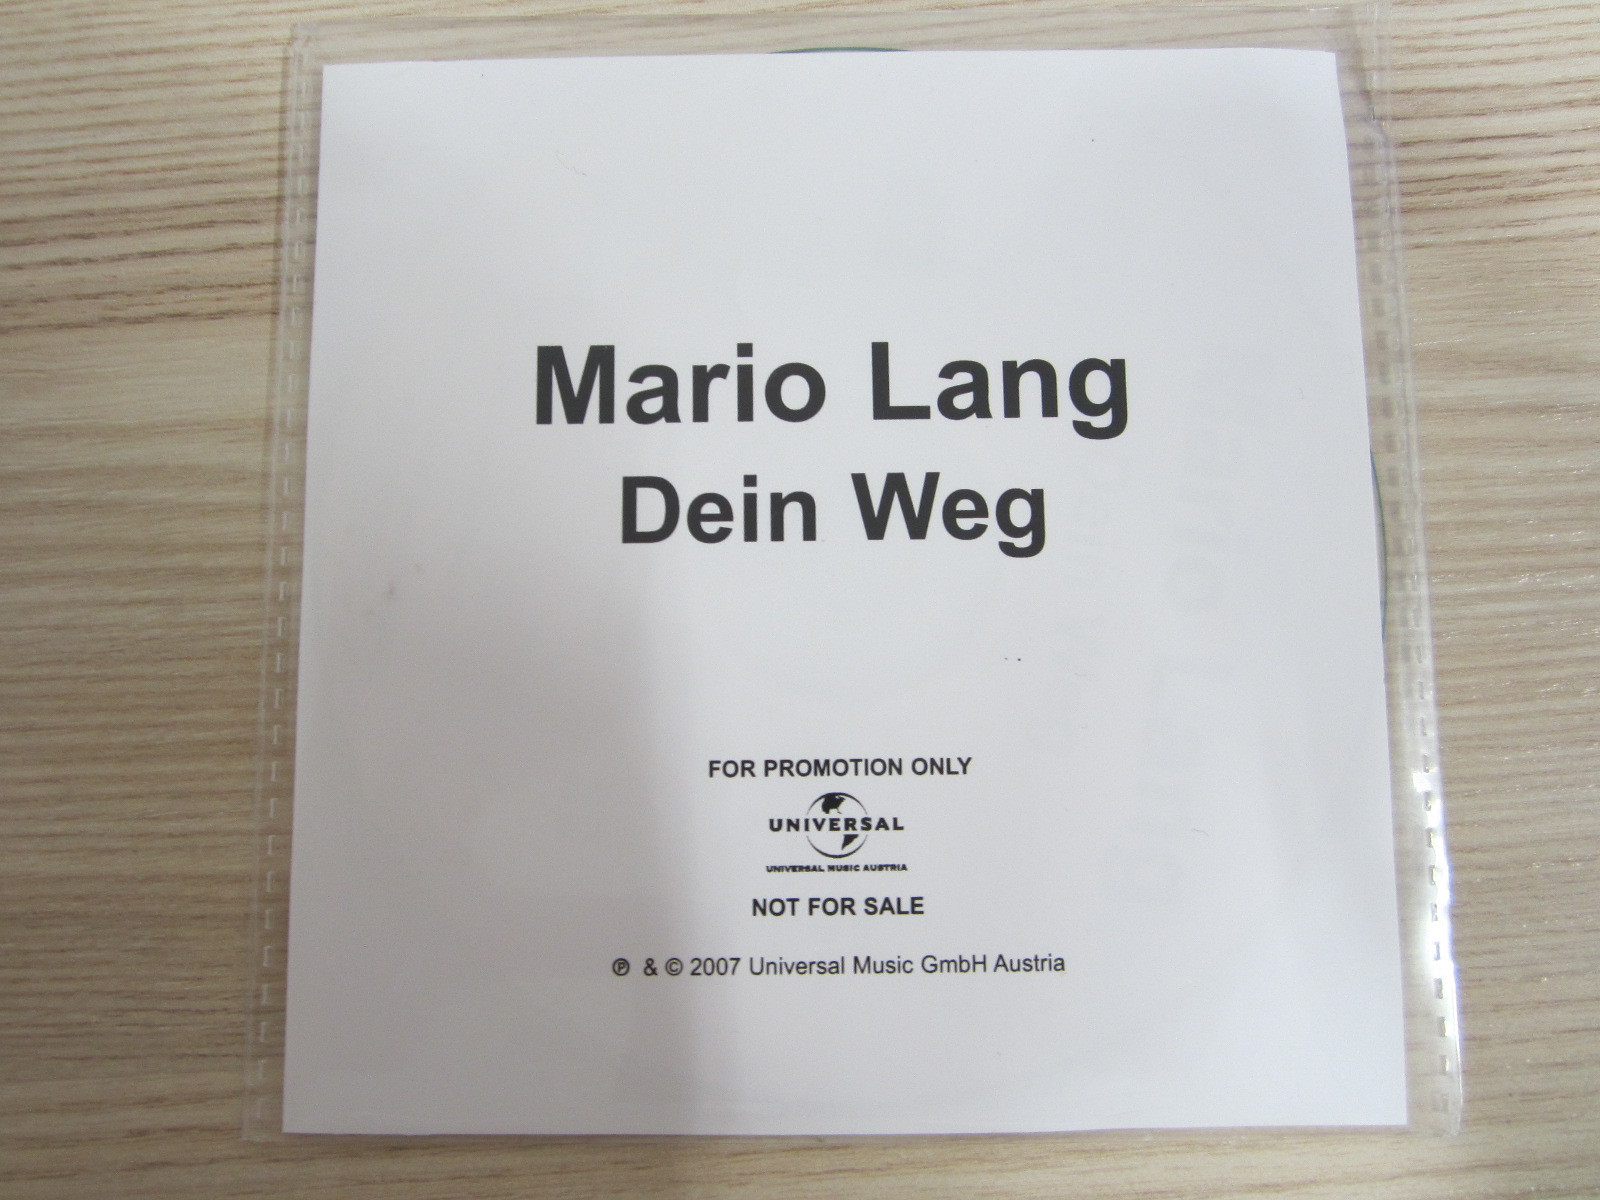 Mario Lang
Dein Weg
FOR PROMOTION ONLY
UNIVERSAL
UNIVERSAL MUSIC AUSTRIA
NOT FOR SALE
℗ & © 2007 Universal Music GmbH Austria